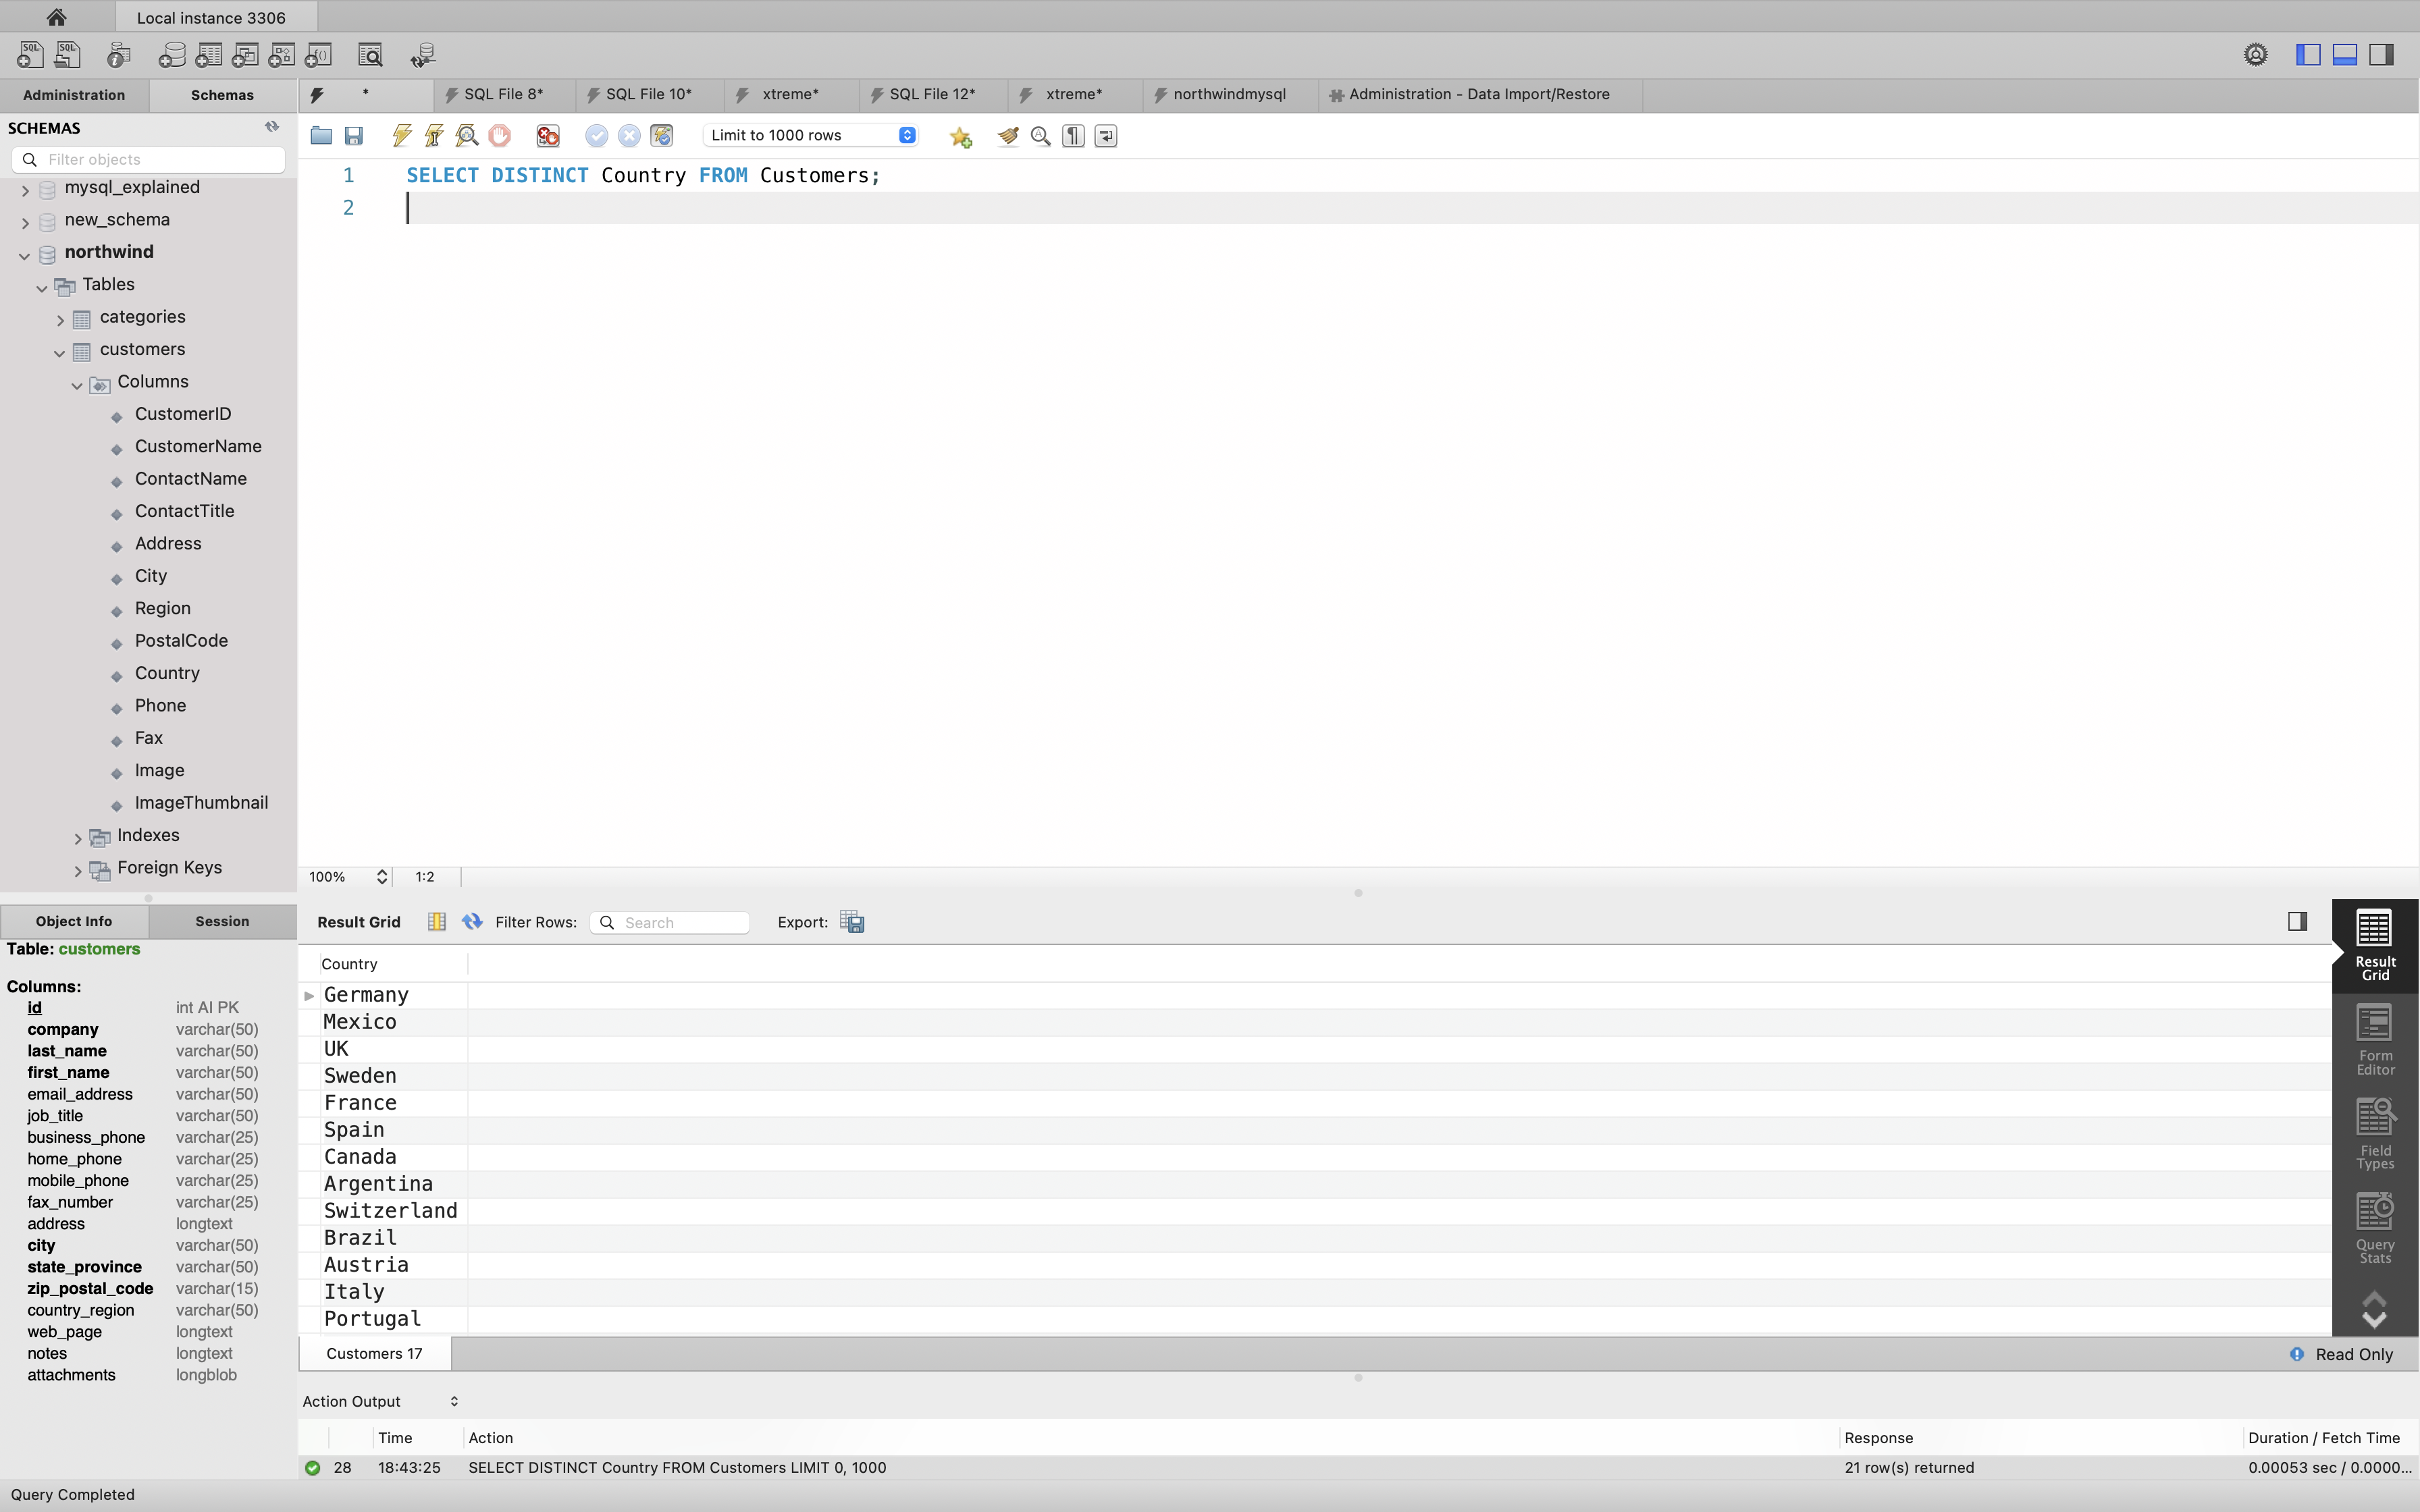 Local instance 3306
SQL SQL
Administration Schemas
* SQL File 8* SQL File 10* xtreme* SQL File 12* xtreme* northwindmysql Administration - Data Import/Restore
SCHEMAS
Filter objects
Limit to 1000 rows
1 SELECT DISTINCT Country FROM Customers;
2
mysql_explained
new_schema
northwind
Tables
categories
customers
Columns
CustomerID
CustomerName
ContactName
ContactTitle
Address
City
Region
PostalCode
Country
Phone
Fax
Image
ImageThumbnail
Indexes
Foreign Keys
100% 1:2
Object Info Session
Table: customers
Columns:
id int AI PK
company varchar(50)
last_name varchar(50)
first_name varchar(50)
email_address varchar(50)
job_title varchar(50)
business_phone varchar(25)
home_phone varchar(25)
mobile_phone varchar(25)
fax_number varchar(25)
address longtext
city varchar(50)
state_province varchar(50)
zip_postal_code varchar(15)
country_region varchar(50)
web_page longtext
notes longtext
attachments longblob
Result Grid Filter Rows: Search Export:
Country
Germany
Mexico
UK
Sweden
France
Spain
Canada
Argentina
Switzerland
Brazil
Austria
Italy
Portugal
Result
Grid
Form
Editor
Field
Types
Query
Stats
Customers 17 Read Only
Action Output
Time Action Response Duration / Fetch Time
28 18:43:25 SELECT DISTINCT Country FROM Customers LIMIT 0, 1000 21 row(s) returned 0.00053 sec / 0.0000...
Query Completed